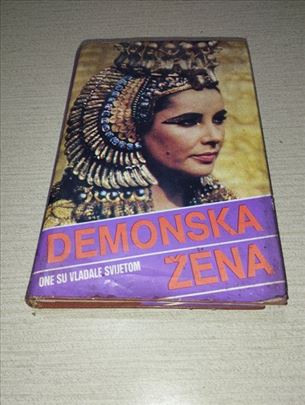 DEMONSKA
ONE SU VLADALE SVIJETOM
ŽENA